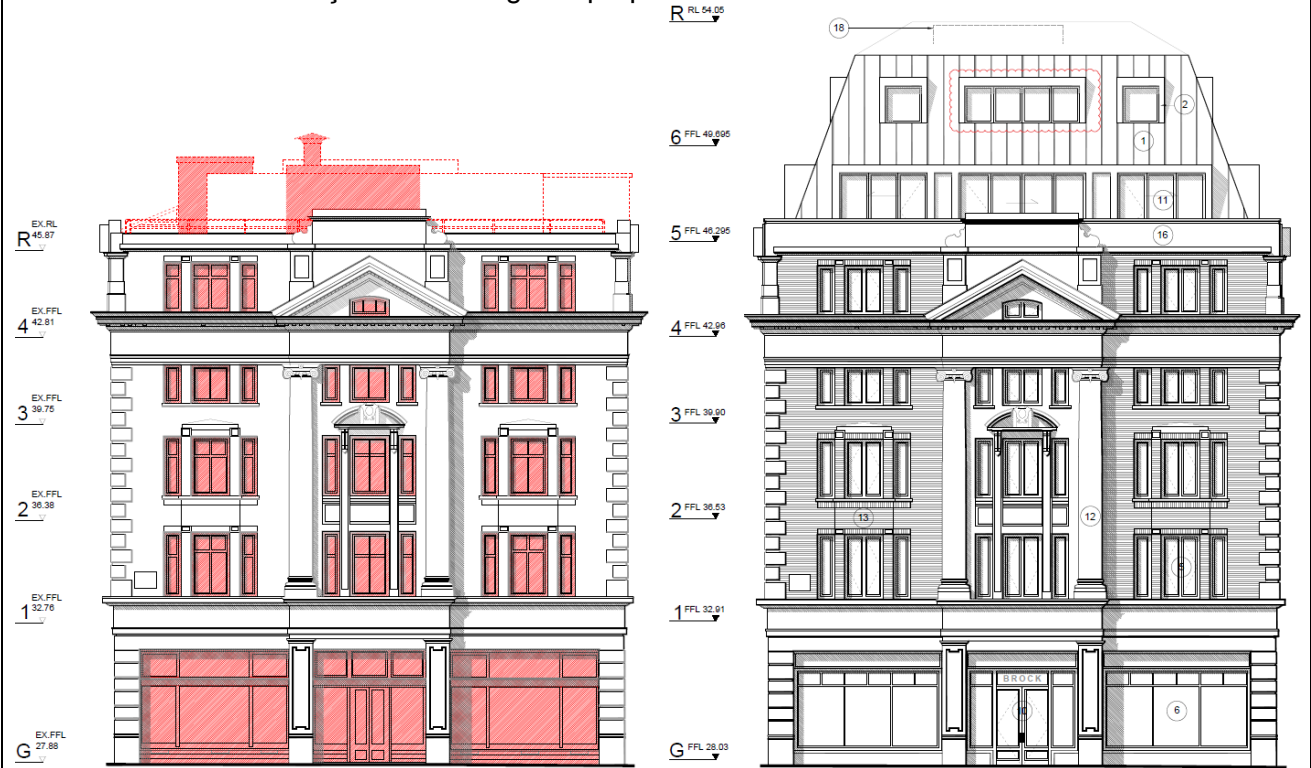 R EX.RL 45.87
4 EX.FFL 42.81
3 EX.FFL 39.75
2 EX.FFL 36.38
1 EX.FFL 32.76
G EX.FFL 27.88
R RL 54.05
18
2
6 FFL 49.695
1
11
5 FFL 46.295
16
4 FFL 42.96
3 FFL 39.90
2 FFL 36.53
13
12
5
1 FFL 32.91
BROCK
10
6
G FFL 28.03